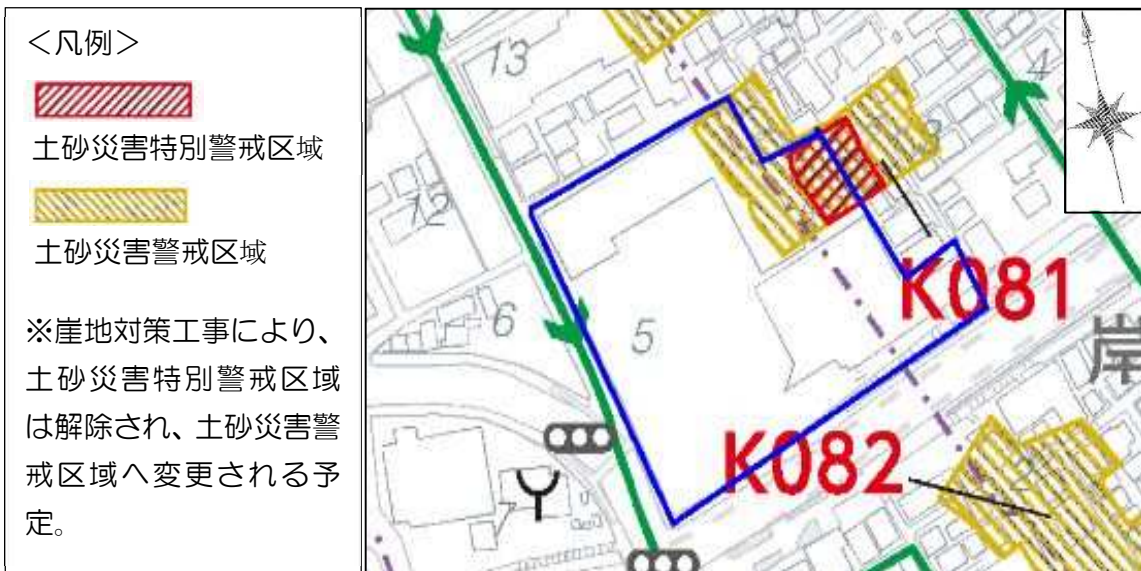 ＜凡例＞
土砂災害特別警戒区域
土砂災害警戒区域
※崖地対策工事により、
土砂災害特別警戒区域
は解除され、土砂災害警
戒区域へ変更される予
定。
13
4
3
12
K081
6
5
岸
K082
2